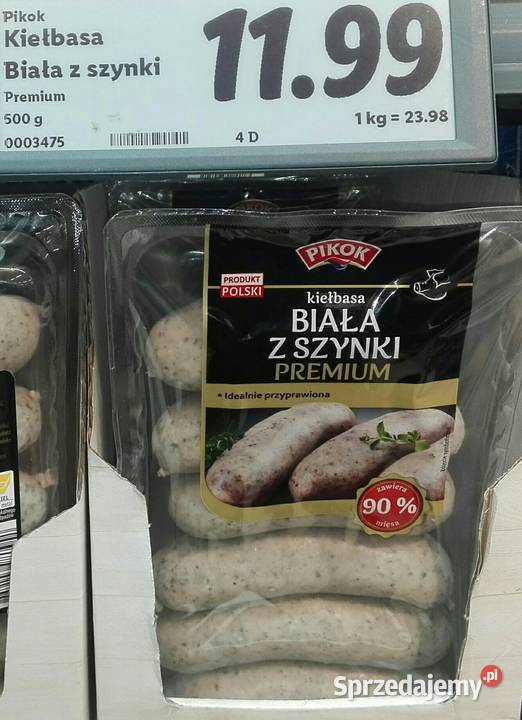 Pikok
Kiełbasa
Biała z szynki
Premium
500 g
0003475
11.99
1 kg = 23.98
4 D
PIKOK
PRODUKT
POLSKI
kiełbasa
BIAŁA
Z SZYNKI
PREMIUM
• Idealnie przyprawiona
zawiera
90 %
mięsa
Sprzedajemy.pl